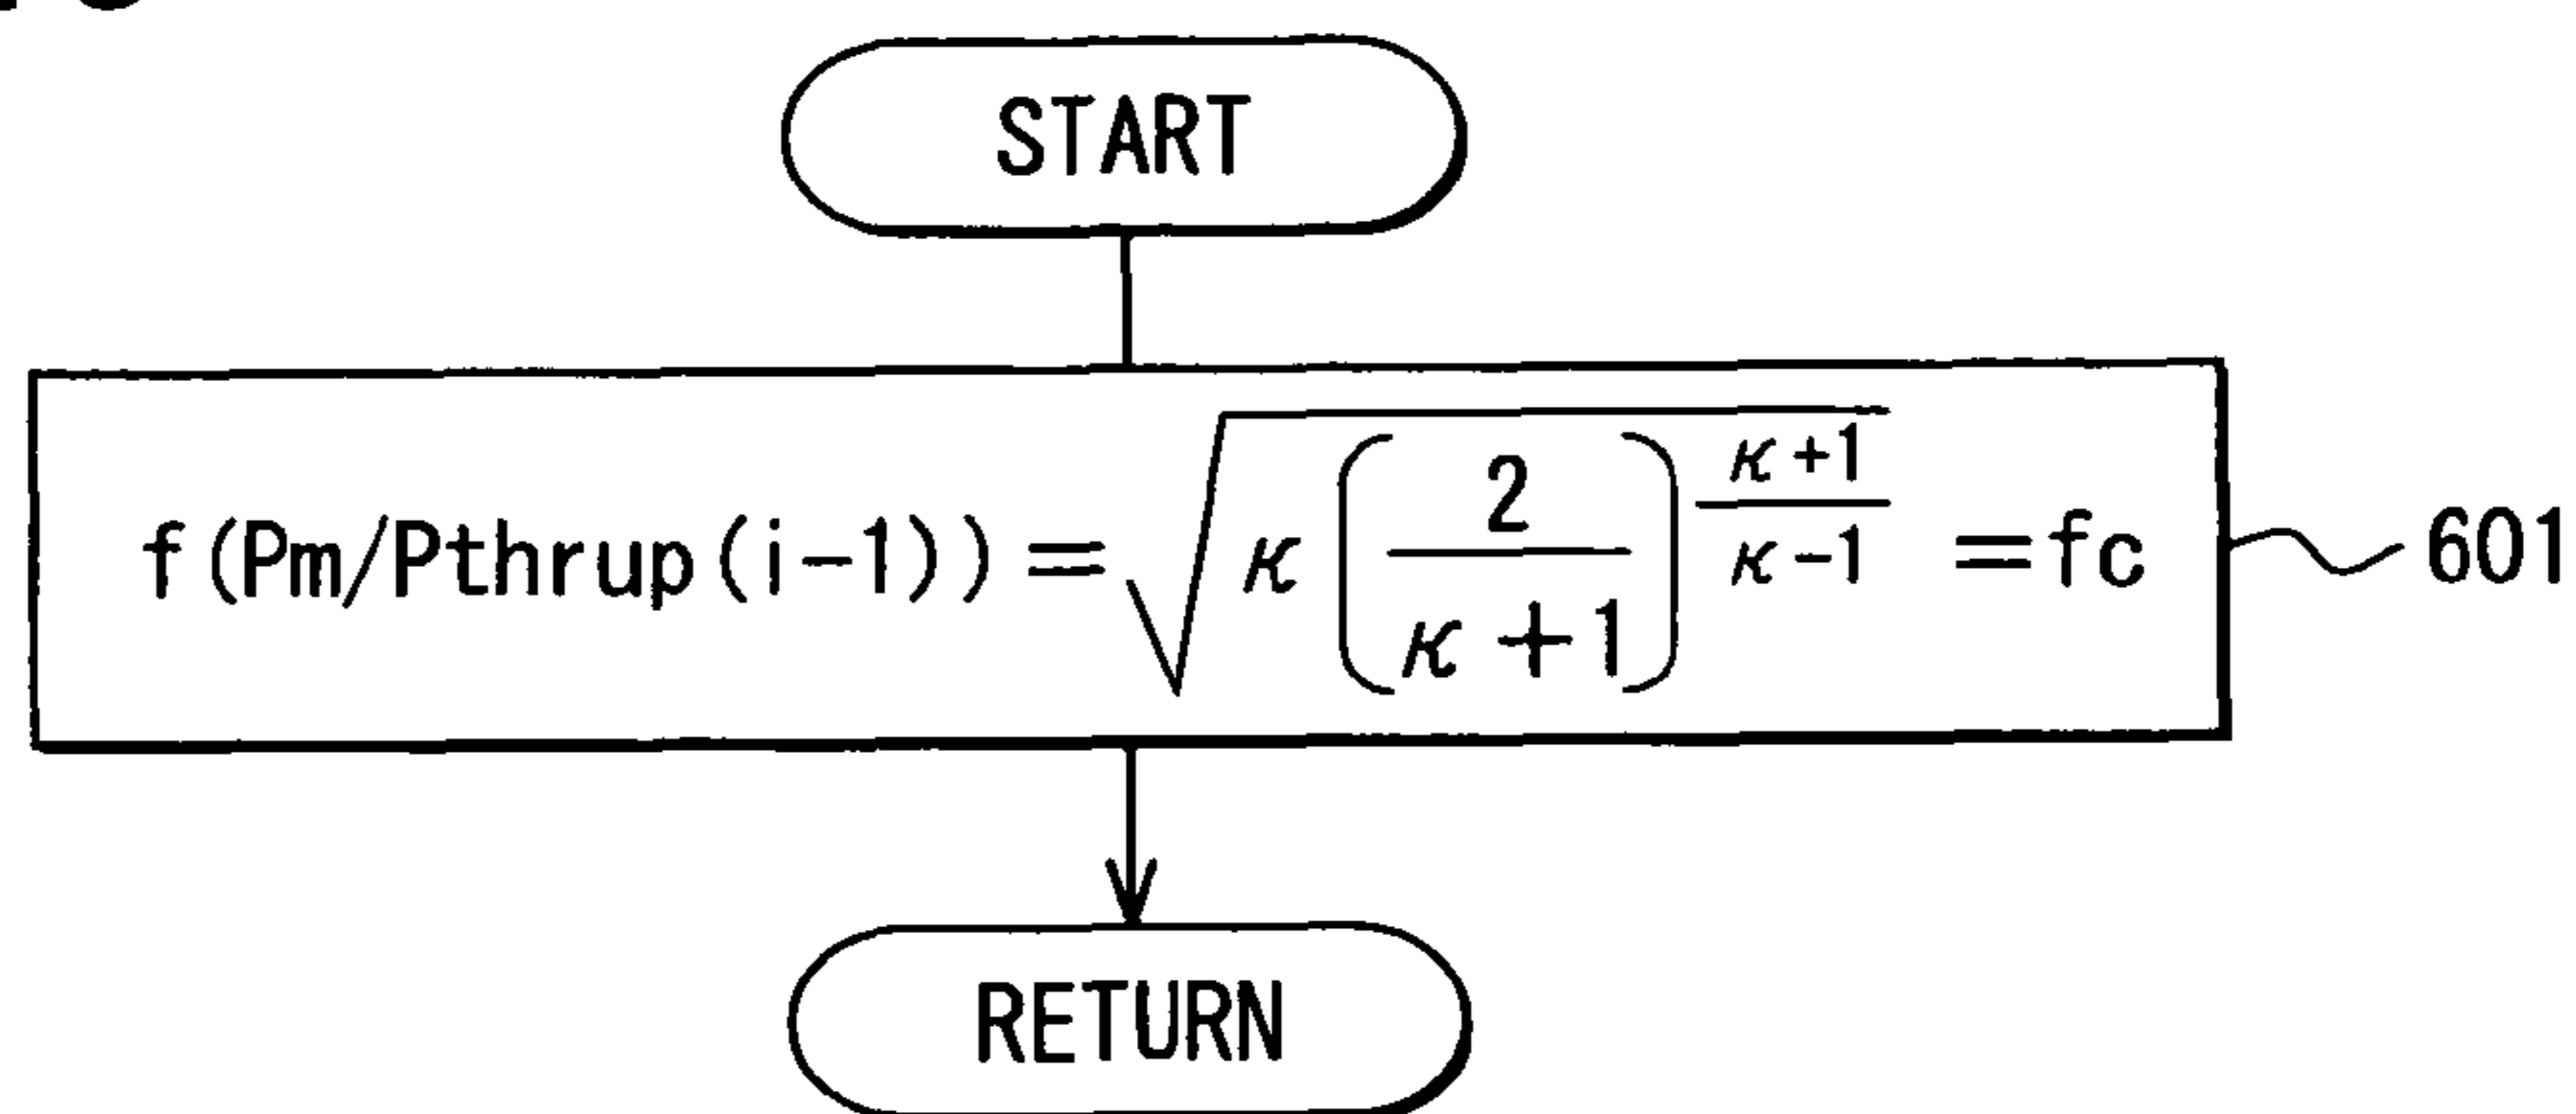 START
f(Pm/Pthrup(i-1))=√κ(2/κ+1)^κ+1/κ-1 =fc
601
RETURN